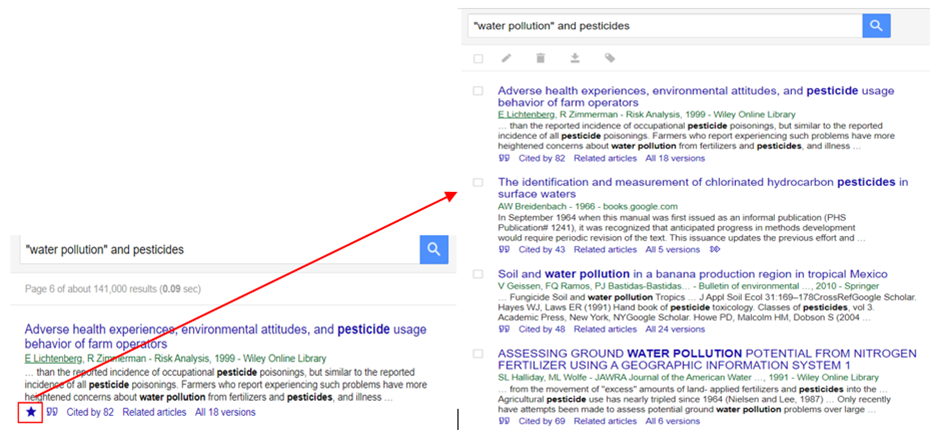 "water pollution" and pesticides
Page 6 of about 141,000 results (0.09 sec)
Adverse health experiences, environmental attitudes, and pesticide usage
behavior of farm operators
E Lichtenberg, R Zimmerman - Risk Analysis, 1999 - Wiley Online Library
... than the reported incidence of occupational pesticide poisonings, but similar to the reported
incidence of all pesticide poisonings. Farmers who report experiencing such problems have more
heightened concerns about water pollution from fertilizers and pesticides, and illness ...
Cited by 82 Related articles All 18 versions
"water pollution" and pesticides
Adverse health experiences, environmental attitudes, and pesticide usage
behavior of farm operators
E Lichtenberg, R Zimmerman - Risk Analysis, 1999 - Wiley Online Library
... than the reported incidence of occupational pesticide poisonings, but similar to the reported
incidence of all pesticide poisonings. Farmers who report experiencing such problems have more
heightened concerns about water pollution from fertilizers and pesticides, and illness ...
Cited by 82 Related articles All 18 versions
The identification and measurement of chlorinated hydrocarbon pesticides in
surface waters
AW Breidenbach - 1966 - books.google.com
In September 1964 when this manual was first issued as an informal publication (PHS
Publication# 1241), it was recognized that anticipated progress in methods development
would require periodic revision of the text. This issuance updates the previous effort and ...
Cited by 43 Related articles All 5 versions
Soil and water pollution in a banana production region in tropical Mexico
V Geissen, FQ Ramos, PJ Bastidas-Bastidas... - Bulletin of environmental ..., 2010 - Springer
... Fungicide Soil and water pollution Tropics ... J Appl Soil Ecol 31:169–178CrossRefGoogle Scholar.
Hayes WJ, Laws ER (1991) Hand book of pesticide toxicology. Classes of pesticides, vol 3.
Academic Press, New York, NYGoogle Scholar. Howe PD, Malcolm HM, Dobson S (2004 ...
Cited by 48 Related articles All 24 versions
ASSESSING GROUND WATER POLLUTION POTENTIAL FROM NITROGEN
FERTILIZER USING A GEOGRAPHIC INFORMATION SYSTEM 1
SL Halliday, ML Wolfe - JAWRA Journal of the American Water ..., 1991 - Wiley Online Library
... from the movement of "excess" amounts of land- applied fertilizers and pesticides into the ...
Agricultural pesticide use has nearly tripled since 1964 (Nielsen and Lee, 1987) ... Only recently
have attempts been made to assess potential ground water pollution problems over large ...
Cited by 69 Related articles All 6 versions